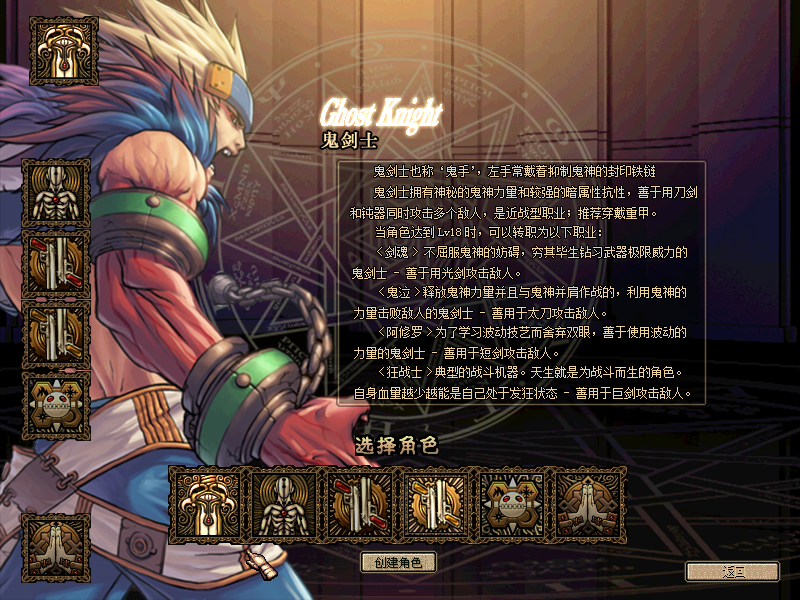 Ghost Knight
鬼剑士
鬼剑士也称‘鬼手’，左手常戴着抑制鬼神的封印铁链
鬼剑士拥有神秘的鬼神力量和较强的暗属性抗性，善于用刀剑
和钝器同时攻击多个敌人，是近战型职业；推荐穿戴重甲。
当角色达到 Lv18 时，可以转职为以下职业：
〈剑魂〉不屈服鬼神的妨碍，穷其毕生钻习武器极限威力的
鬼剑士 - 善于用光剑攻击敌人。
〈鬼泣〉释放鬼神力量并且与鬼神并肩作战的，利用鬼神的
力量击败敌人的鬼剑士 - 善用于太刀攻击敌人。
〈阿修罗〉为了学习波动技艺而舍弃双眼，善于使用波动的
力量的鬼剑士 - 善用于短剑攻击敌人。
〈狂战士〉典型的战斗机器。天生就是为战斗而生的角色。
自身血量越少越能是自己处于发狂状态 - 善用于巨剑攻击敌人。
选择角色
创建角色
返回